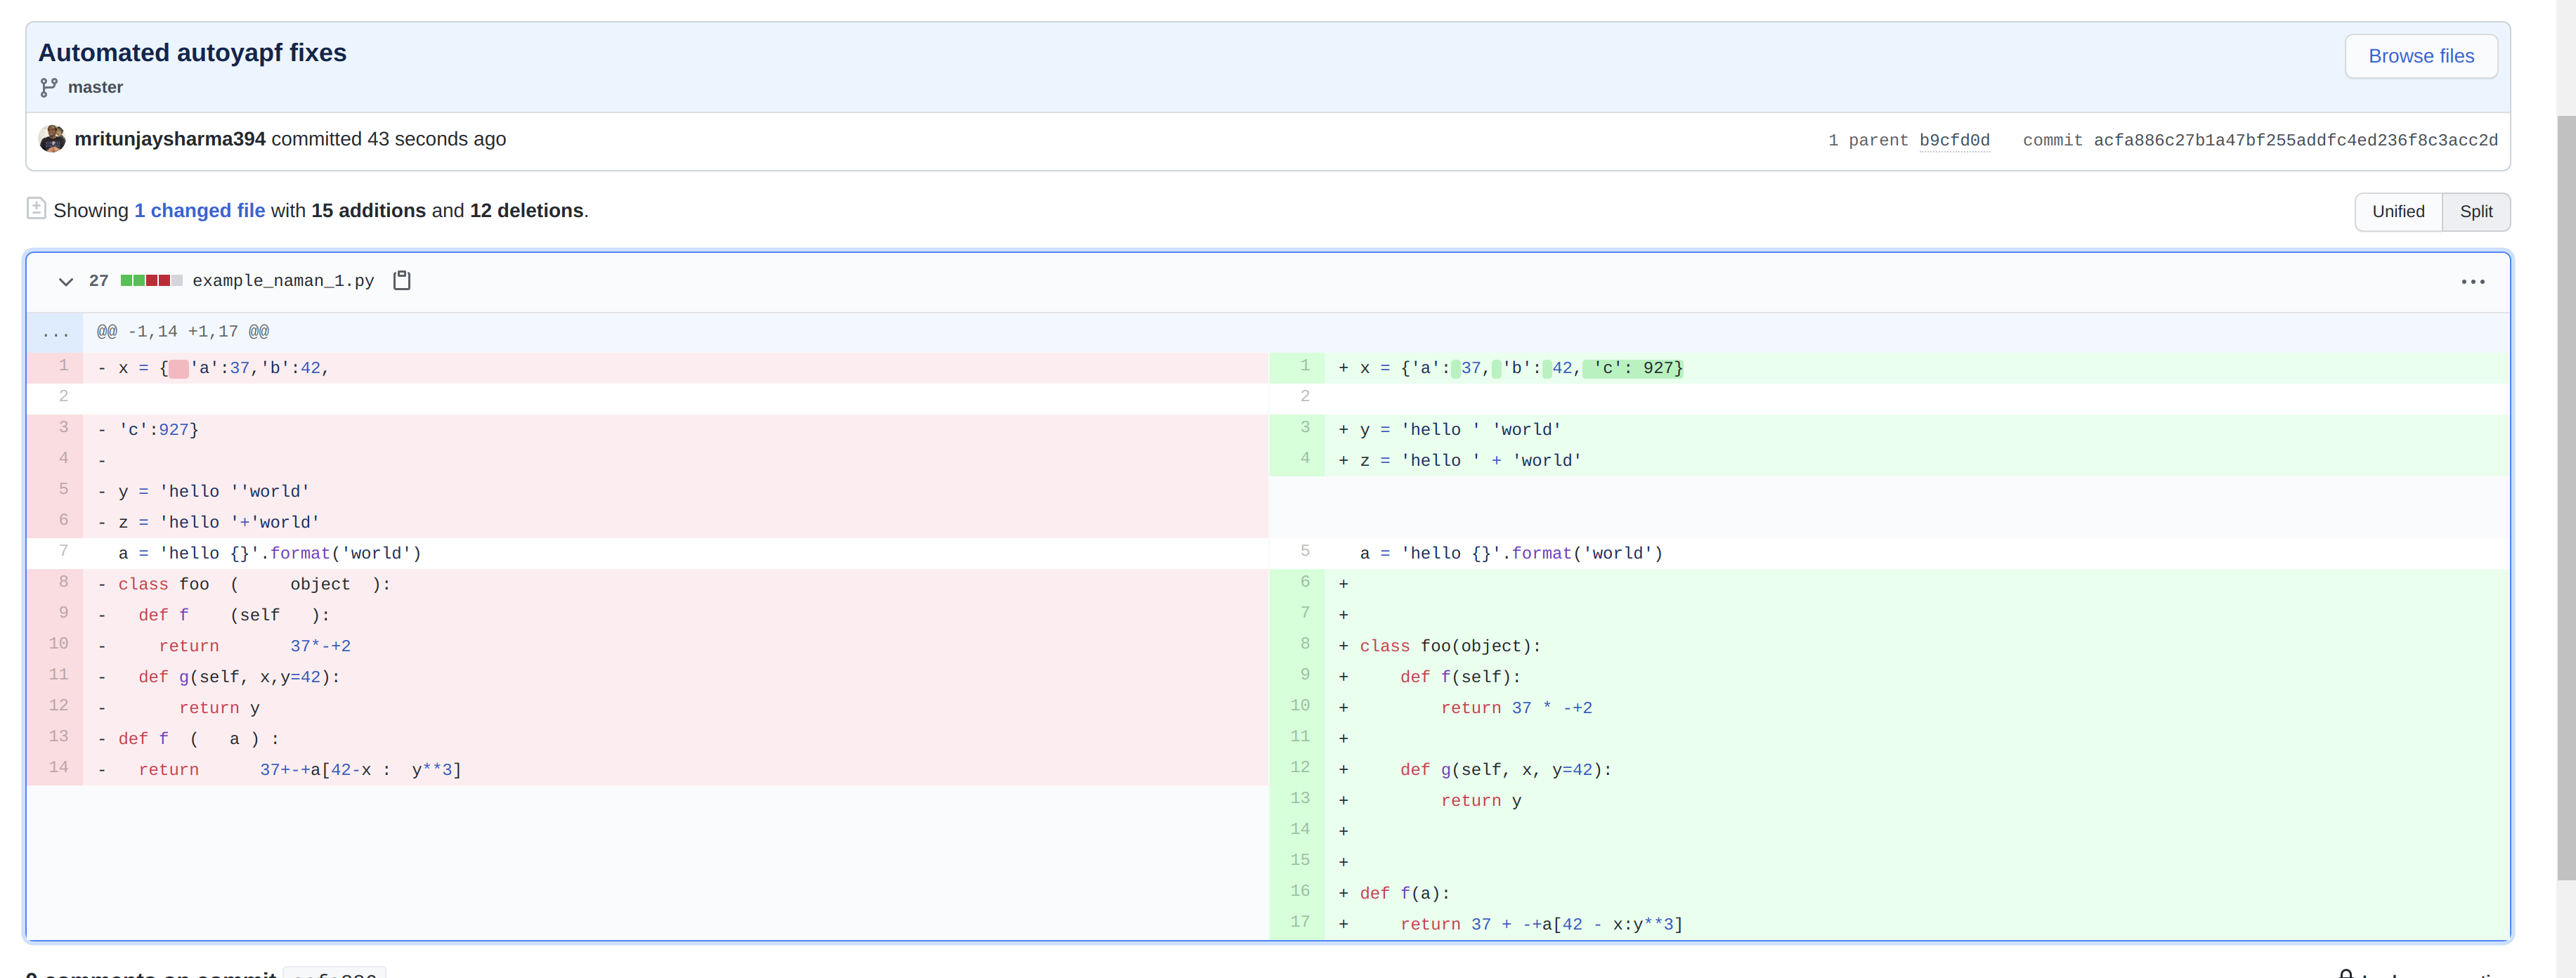 Automated autoyapf fixes
Browse files
master
mritunjaysharma394 committed 43 seconds ago
1 parent b9cfd0d commit acfa886c27b1a47bf255addfc4ed236f8c3acc2d
Showing 1 changed file with 15 additions and 12 deletions.
Unified Split
27 example_naman_1.py
...
... @@ -1,14 +1,17 @@
1 - x = {  'a':37,'b':42,
2
3 - 'c':927}
4 -
5 - y = 'hello ''world'
6 - z = 'hello '+'world'
7 a = 'hello {}'.format('world')
8 - class foo  (     object  ):
9 -   def f    (self   ):
10 -     return       37*-+2
11 -   def g(self, x,y=42):
12 -       return y
13 - def f  (   a ) :
14 -   return      37+-+a[42-x :  y**3]
1 + x = {'a': 37, 'b': 42, 'c': 927}
2
3 + y = 'hello ' 'world'
4 + z = 'hello ' + 'world'
5 a = 'hello {}'.format('world')
6 +
7 +
8 + class foo(object):
9 +     def f(self):
10 +         return 37 * -+2
11 +
12 +     def g(self, x, y=42):
13 +         return y
14 +
15 +
16 + def f(a):
17 +     return 37 + -+a[42 - x:y**3]